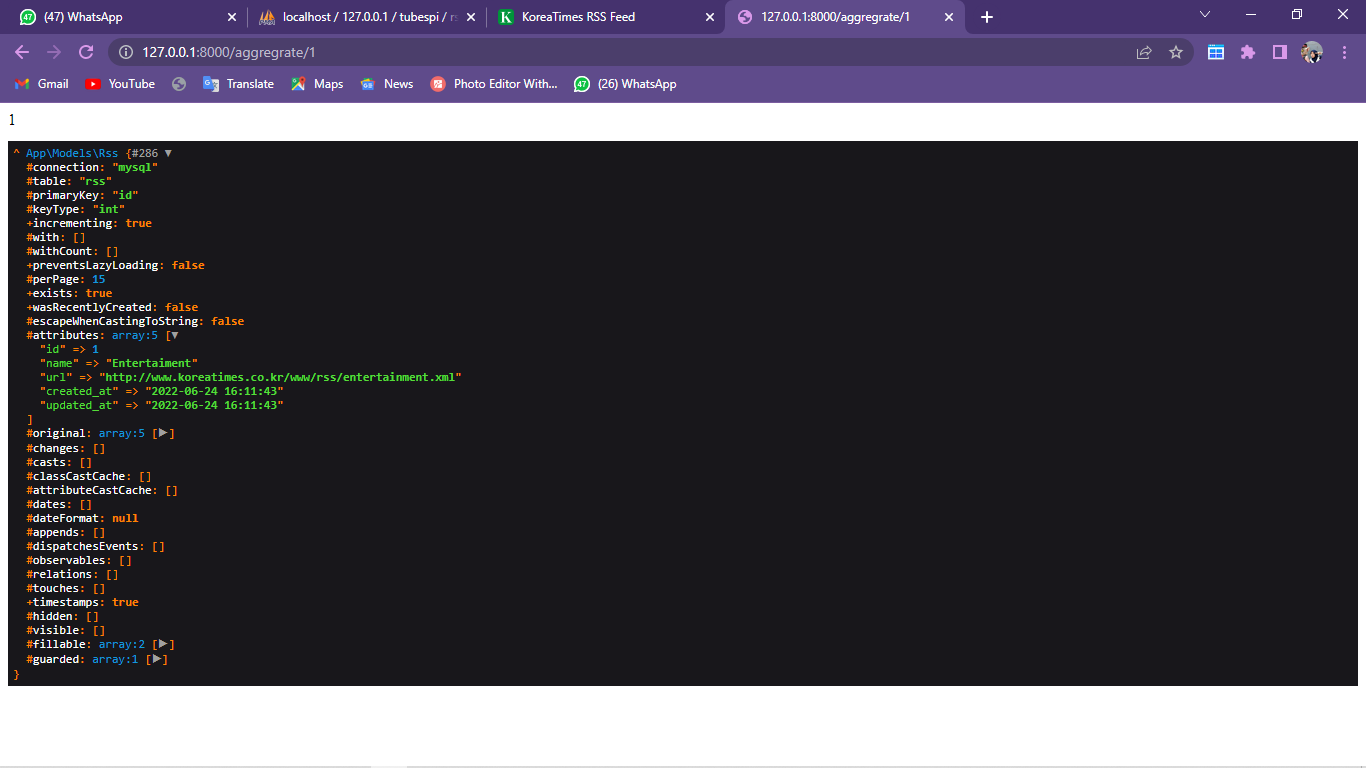 (47) WhatsApp
localhost / 127.0.0.1 / tubespi / rs
KoreaTimes RSS Feed
127.0.0.1:8000/aggregrate/1
127.0.0.1:8000/aggregrate/1
Gmail YouTube Translate Maps News Photo Editor With... (26) WhatsApp
1
^ App\Models\Rss {#286 ▼
#connection: "mysql"
#table: "rss"
#primaryKey: "id"
#keyType: "int"
+incrementing: true
#with: []
#withCount: []
+preventsLazyLoading: false
#perPage: 15
+exists: true
+wasRecentlyCreated: false
#escapeWhenCastingToString: false
#attributes: array:5 [▼
"id" => 1
"name" => "Entertaiment"
"url" => "http://www.koreatimes.co.kr/www/rss/entertainment.xml"
"created_at" => "2022-06-24 16:11:43"
"updated_at" => "2022-06-24 16:11:43"
]
#original: array:5 [▶]
#changes: []
#casts: []
#classCastCache: []
#attributeCastCache: []
#dates: []
#dateFormat: null
#appends: []
#dispatchesEvents: []
#observables: []
#relations: []
#touches: []
+timestamps: true
#hidden: []
#visible: []
#fillable: array:2 [▶]
#guarded: array:1 [▶]
}